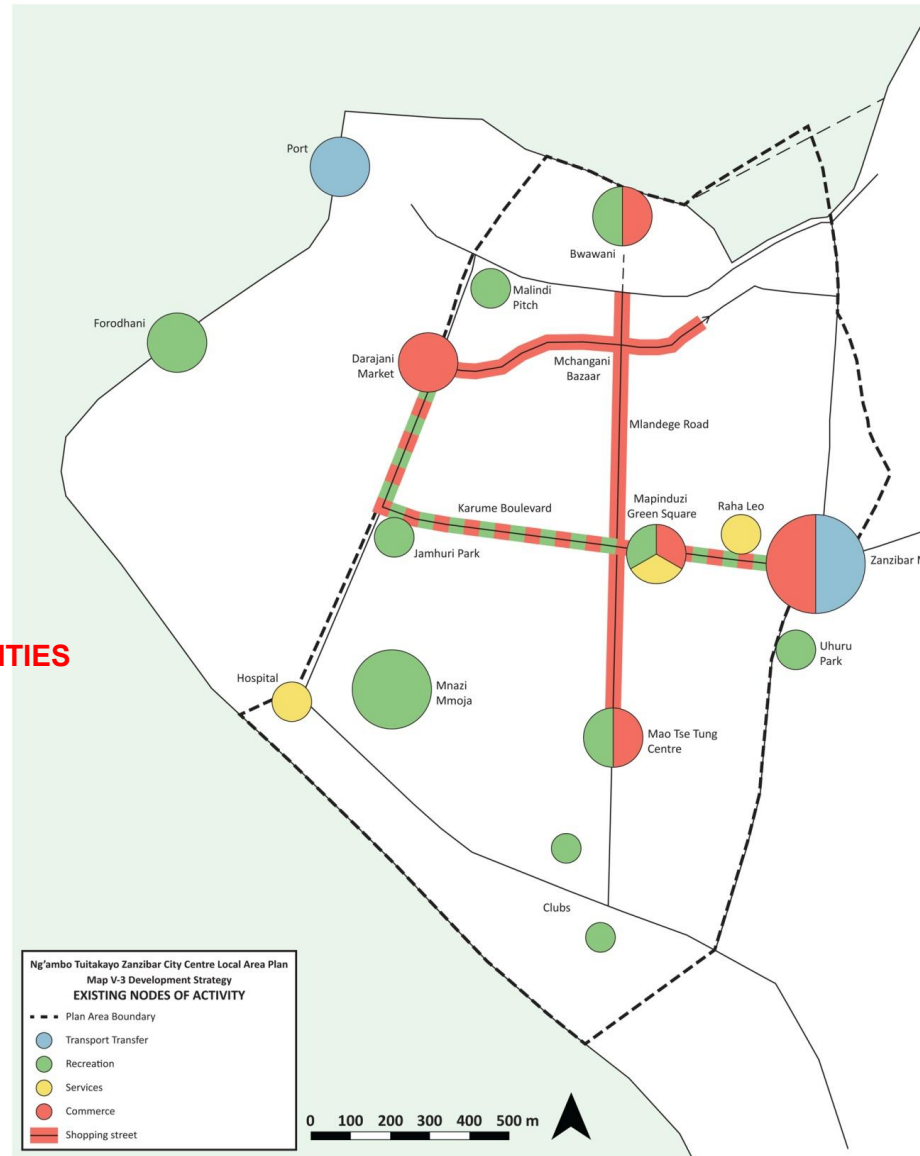 Port
Bwawani
Malindi
Pitch
Forodhani
Darajani
Market
Mchangani
Bazaar
Mlandege Road
Karume Boulevard
Mapinduzi
Green Square
Raha Leo
Jamhuri Park
Zanzibar M
ITIES
Uhuru
Park
Hospital
Mnazi
Mmoja
Mao Tse Tung
Centre
Clubs
Ng'ambo Tuitakayo Zanzibar City Centre Local Area Plan
Map V-3 Development Strategy
EXISTING NODES OF ACTIVITY
Plan Area Boundary
Transport Transfer
Recreation
Services
Commerce
Shopping street
0 100 200 300 400 500 m